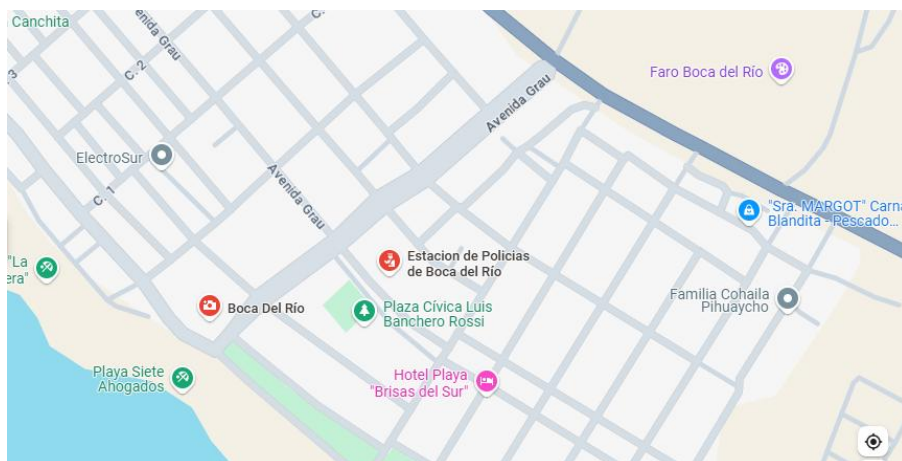 Canchita
Avenida Grau
C.
C. 2
3
Faro Boca del Río
Avenida Grau
ElectroSur
Avenida Grau
C. 1
"Sra. MARGOT" Carna
Blandita - Pescado...
"La
era"
Estacion de Policias
de Boca del Río
Boca Del Río
Plaza Cívica Luis
Banchero Rossi
Familia Cohaila
Pihuaycho
Playa Siete
Ahogados
Hotel Playa
"Brisas del Sur"